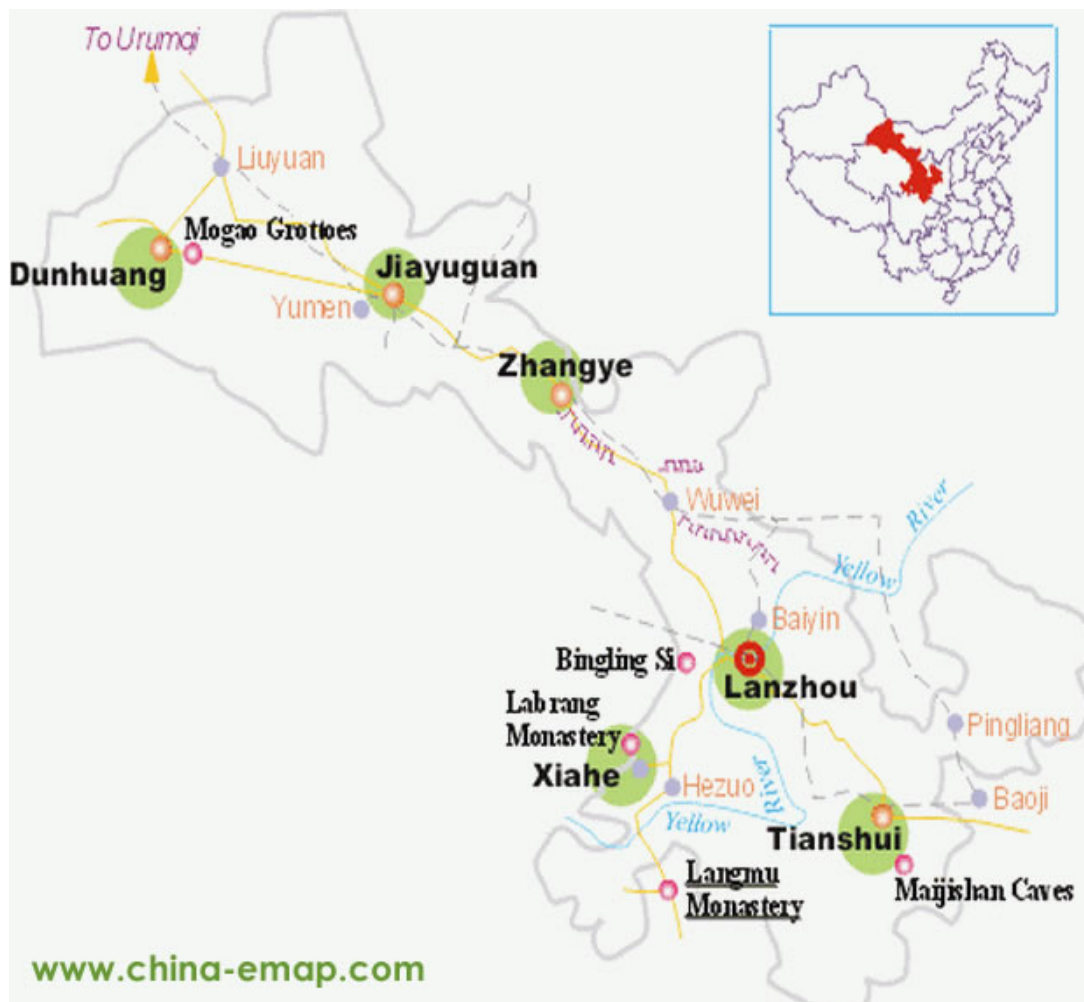 To Urumqi
Liuyuan
Mogao Grottoes
Dunhuang
Jiayuguan
Yumen
Zhangye
Wuwei
River
Yellow
Baiyin
Bingling Si
Lanzhou
Labrang
Monastery
Pingliang
Xiahe
Hezuo
River
Baoji
Yellow
Tianshui
Langmu
Monastery
Maijishan Caves
www.china-emap.com